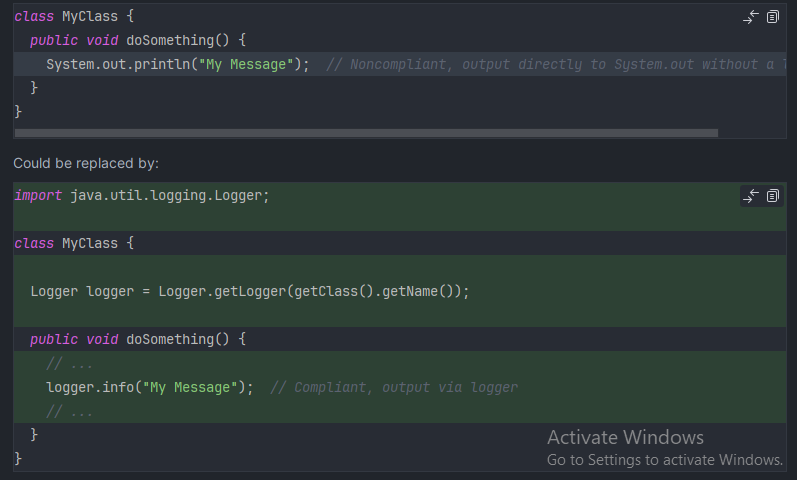 class MyClass {
  public void doSomething() {
    System.out.println("My Message");  // Noncompliant, output directly to System.out without a
  }
}
Could be replaced by:
import java.util.logging.Logger;
class MyClass {
  Logger logger = Logger.getLogger(getClass().getName());
  public void doSomething() {
    // ...
    logger.info("My Message");  // Compliant, output via logger
    // ...
  }
}
Activate Windows
Go to Settings to activate Windows.